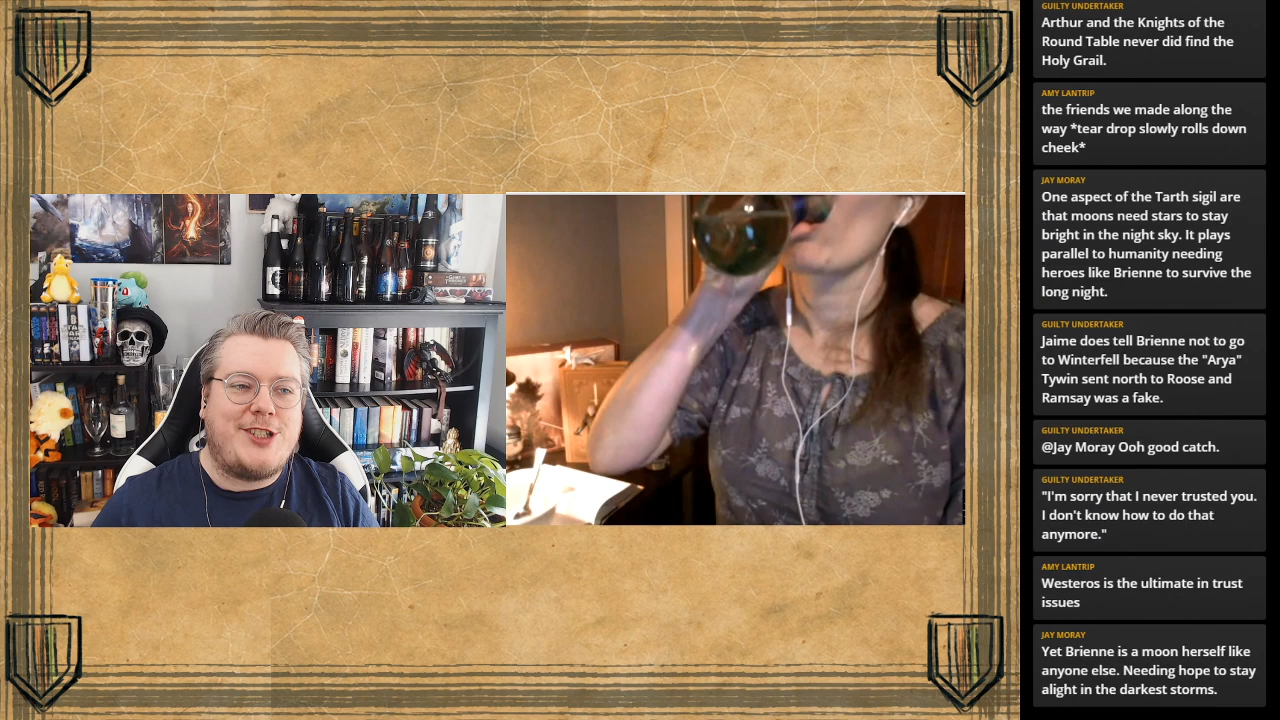 GUILTY UNDERTAKER
Arthur and the Knights of the
Round Table never did find the
Holy Grail.
AMY LANTRIP
the friends we made along the
way *tear drop slowly rolls down
cheek*
JAY MORAY
One aspect of the Tarth sigil are
that moons need stars to stay
bright in the night sky. It plays
parallel to humanity needing
heroes like Brienne to survive the
long night.
GUILTY UNDERTAKER
Jaime does tell Brienne not to go
to Winterfell because the "Arya"
Tywin sent north to Roose and
Ramsay was a fake.
GUILTY UNDERTAKER
@Jay Moray Ooh good catch.
GUILTY UNDERTAKER
"I'm sorry that I never trusted you.
I don't know how to do that
anymore."
AMY LANTRIP
Westeros is the ultimate in trust
issues
JAY MORAY
Yet Brienne is a moon herself like
anyone else. Needing hope to stay
alight in the darkest storms.